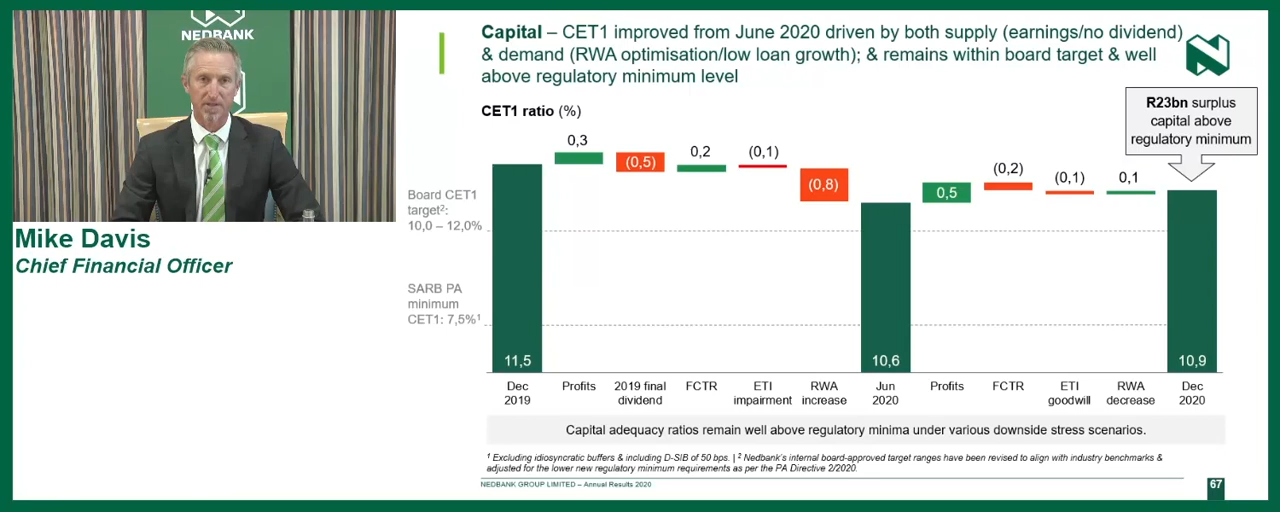 NEDBANK
Mike Davis
Chief Financial Officer
Capital – CET1 improved from June 2020 driven by both supply (earnings/no dividend)
& demand (RWA optimisation/low loan growth); & remains within board target & well
above regulatory minimum level
CET1 ratio (%)
R23bn surplus
capital above
regulatory minimum
Board CET1
target²:
10,0 – 12,0%
SARB PA
minimum
CET1: 7,5%¹
11,5
0,3
(0,5)
0,2
(0,1)
(0,8)
10,6
0,5
(0,2)
(0,1)
0,1
10,9
Dec
2019
Profits
2019 final
dividend
FCTR
ETI
impairment
RWA
increase
Jun
2020
Profits
FCTR
ETI
goodwill
RWA
decrease
Dec
2020
Capital adequacy ratios remain well above regulatory minima under various downside stress scenarios.
¹ Excluding idiosyncratic buffers & including D-SIB of 50 bps. | ² Nedbank's internal board-approved target ranges have been revised to align with industry benchmarks &
adjusted for the lower new regulatory minimum requirements as per the PA Directive 2/2020.
NEDBANK GROUP LIMITED – Annual Results 2020
67